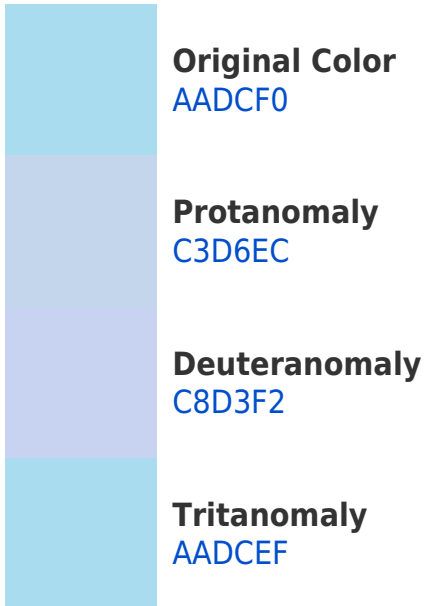 Original Color
AADCF0
Protanomaly
C3D6EC
Deuteranomaly
C8D3F2
Tritanomaly
AADCEF